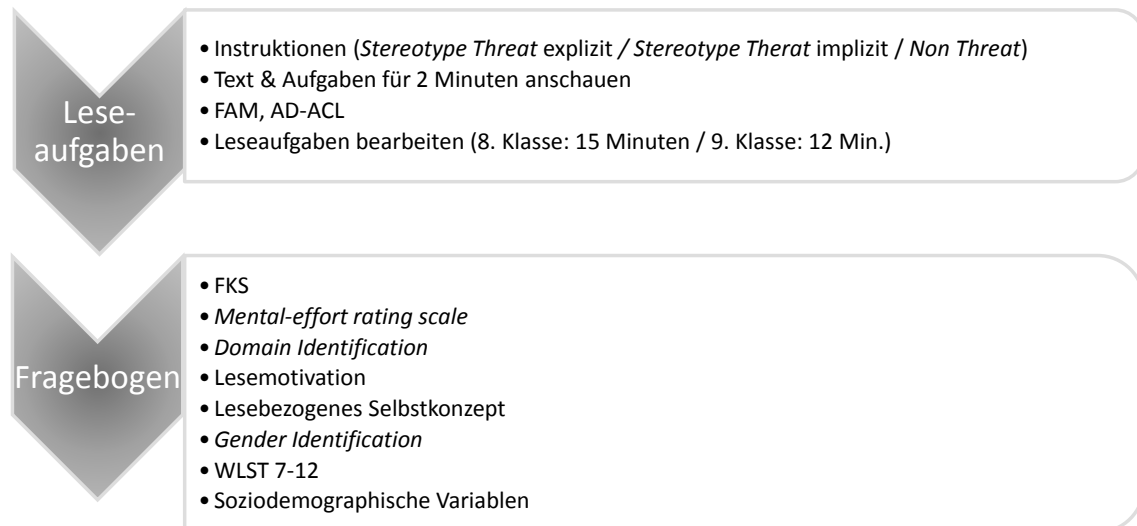 Lese-
aufgaben
• Instruktionen (Stereotype Threat explizit / Stereotype Therat implizit / Non Threat)
• Text & Aufgaben für 2 Minuten anschauen
• FAM, AD-ACL
• Leseaufgaben bearbeiten (8. Klasse: 15 Minuten / 9. Klasse: 12 Min.)
Fragebogen
• FKS
• Mental-effort rating scale
• Domain Identification
• Lesemotivation
• Lesebezogenes Selbstkonzept
• Gender Identification
• WLST 7-12
• Soziodemographische Variablen